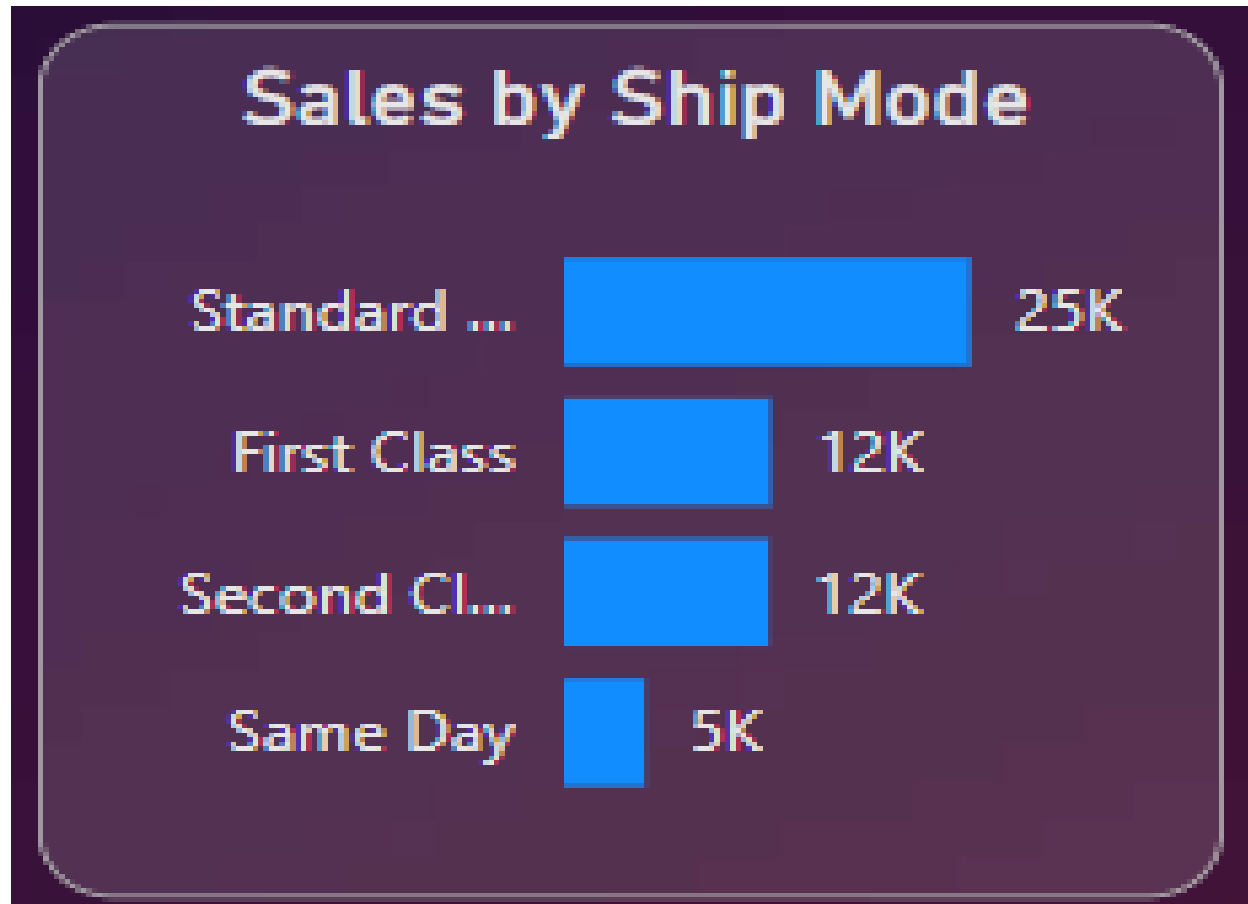 Sales by Ship Mode
Standard ... 25K
First Class 12K
Second Cl... 12K
Same Day 5K